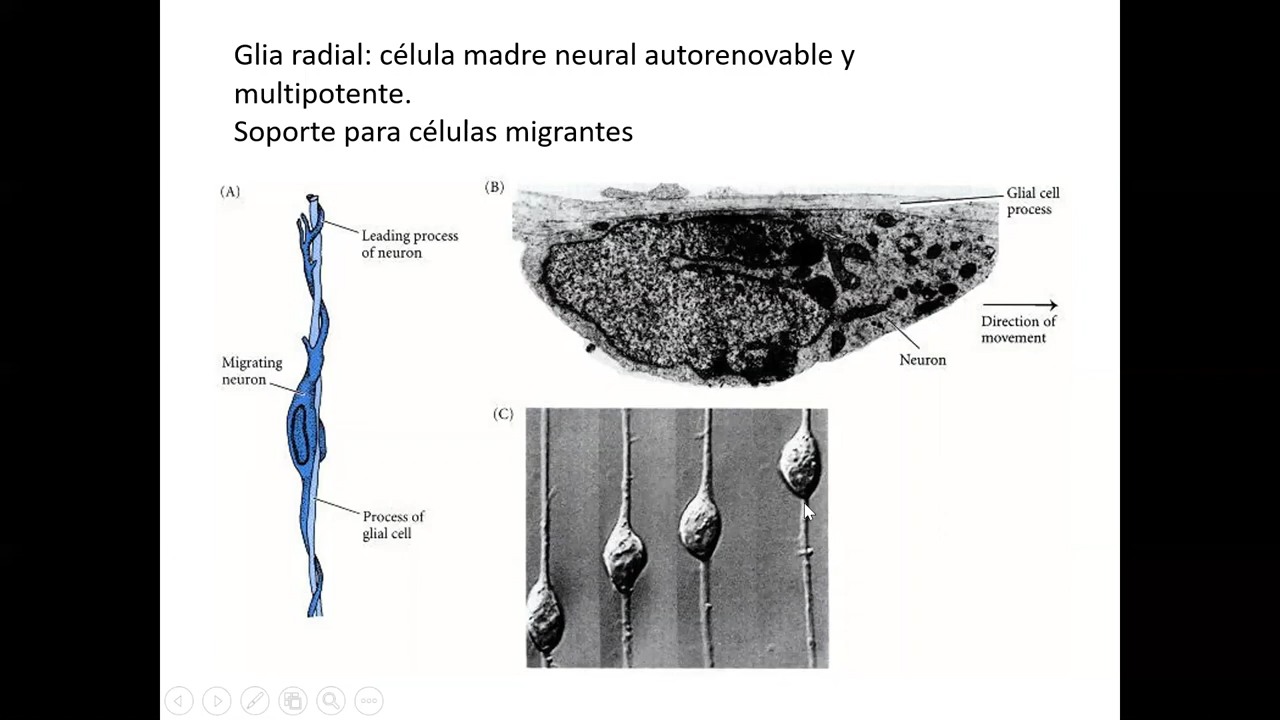 Glia radial: célula madre neural autorenovable y
multipotente.
Soporte para células migrantes
(A)
Leading process
of neuron
Migrating
neuron
Process of
glial cell
(B)
Glial cell
process
Direction of
movement
Neuron
(C)